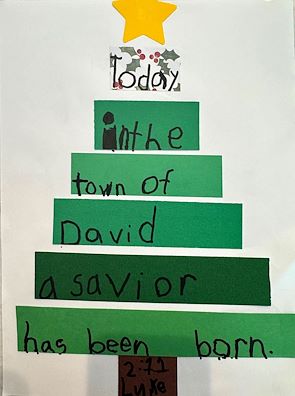 Today
in the
town of
David
a savior
has been born.
2:11
Luke